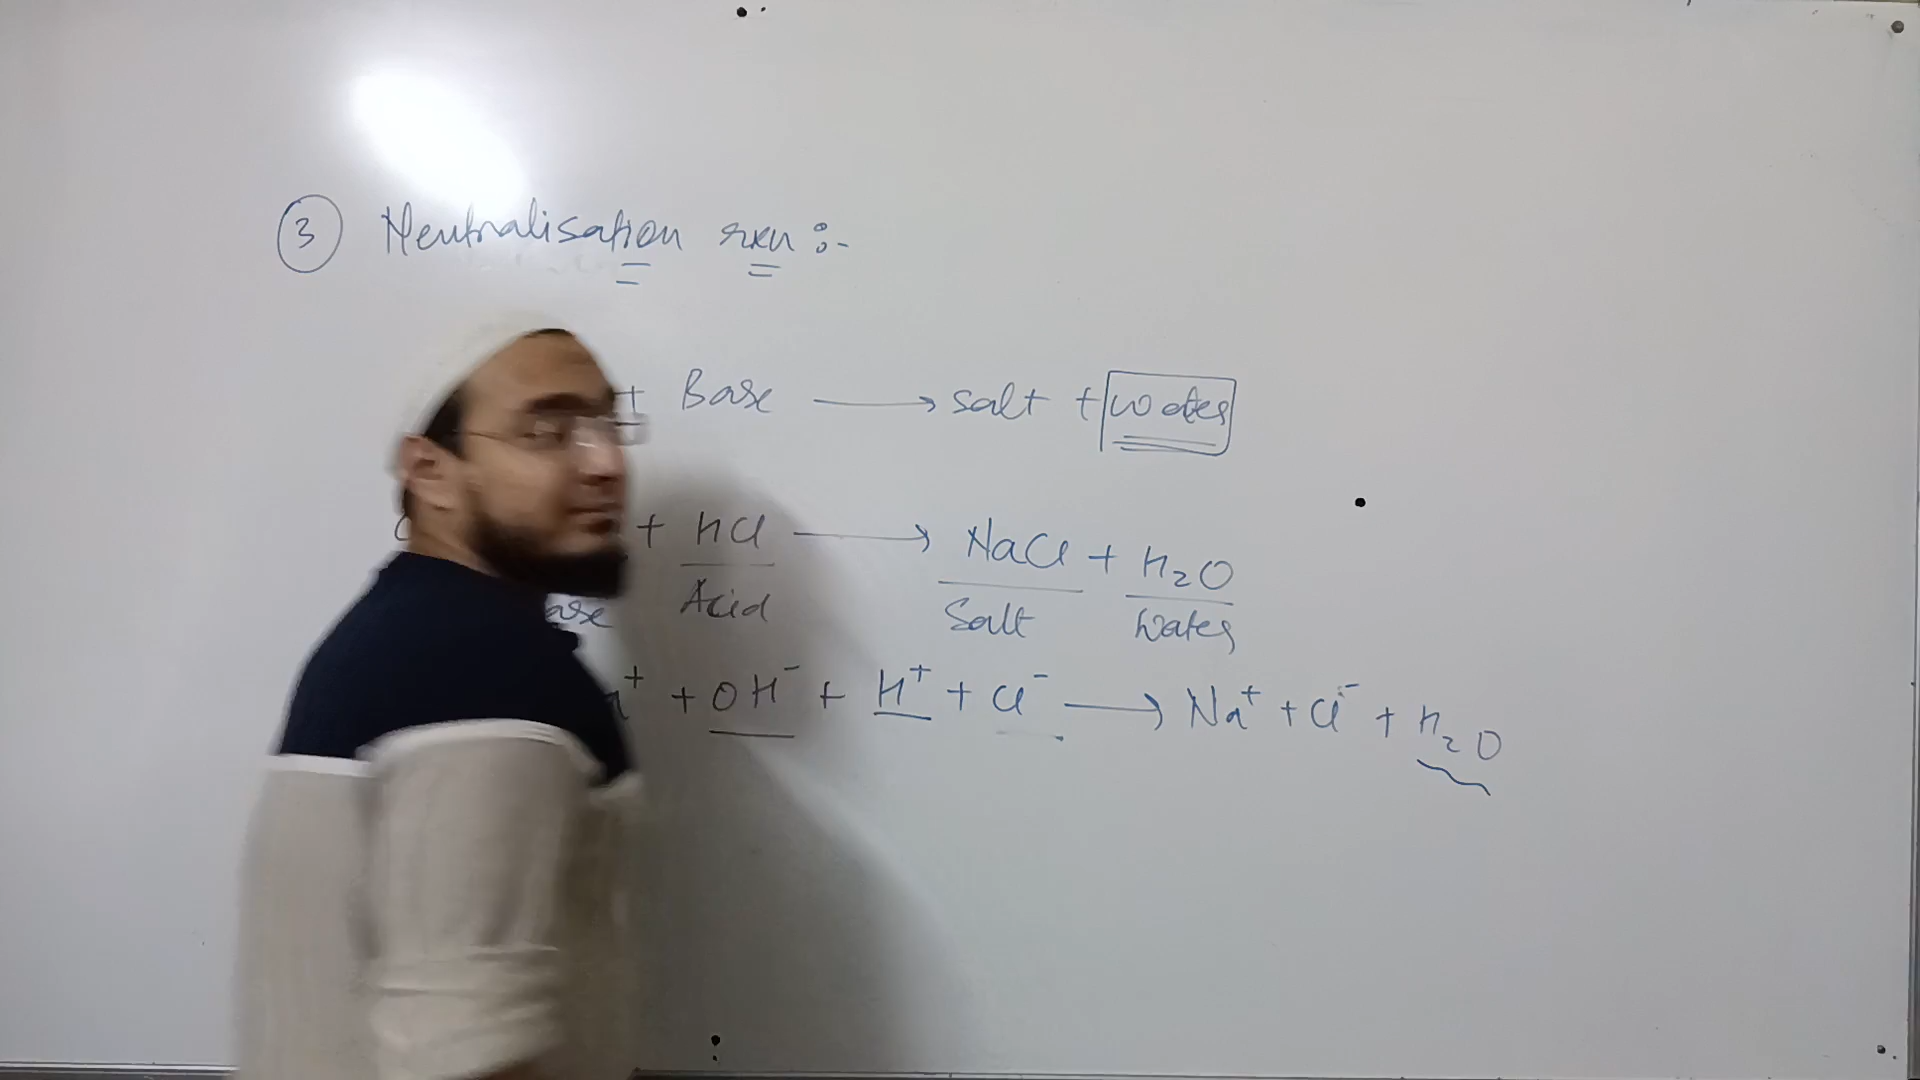 3 Neutralisation rxn :-
+ Base ⟶ salt + water
+ HCl ⟶ NaCl + H₂O
Acid Salt Water
+ OH⁻ + H⁺ + Cl⁻ ⟶ Na⁺ + Cl⁻ + H₂O